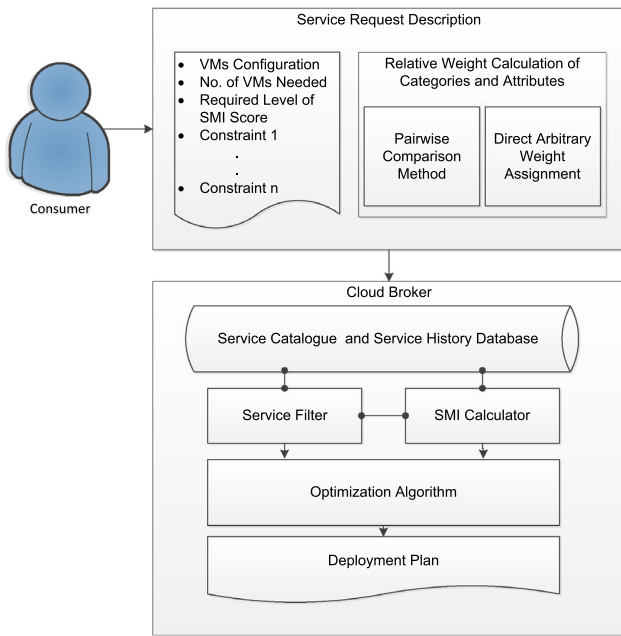 Service Request Description
• VMs Configuration
• No. of VMs Needed
• Required Level of
SMI Score
• Constraint 1
.
.
• Constraint n
Relative Weight Calculation of
Categories and Attributes
Pairwise
Comparison
Method
Direct Arbitrary
Weight
Assignment
Consumer
Cloud Broker
Service Catalogue and Service History Database
Service Filter
SMI Calculator
Optimization Algorithm
Deployment Plan